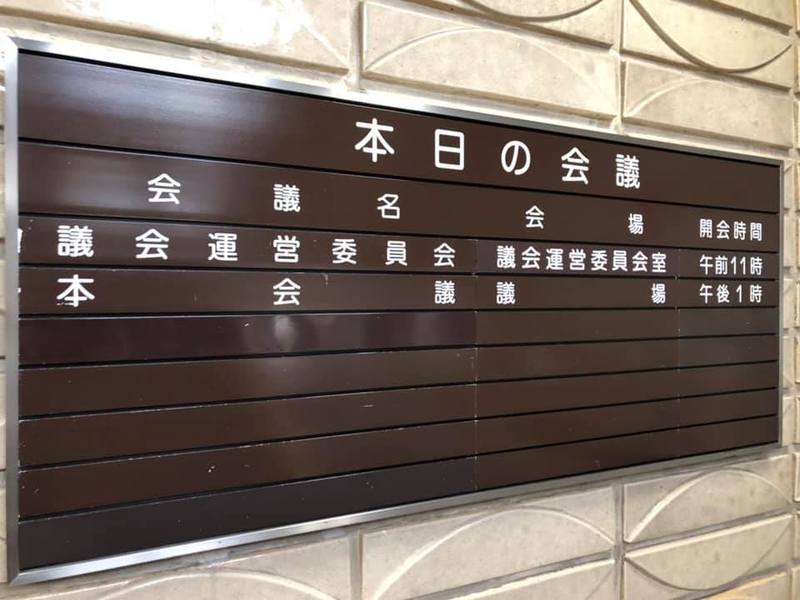 本日の会議
会議名 会場 開会時間
議会運営委員会 議会運営委員会室 午前11時
本会議 議場 午後1時